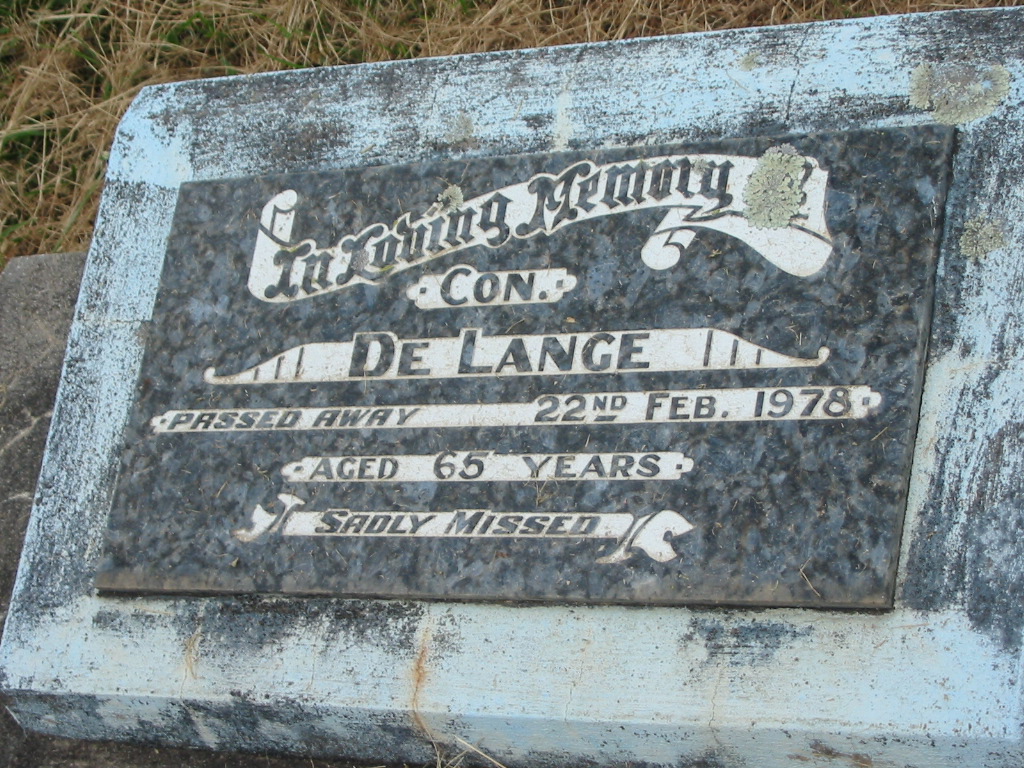 In Loving Memory
CON.
DE LANGE
PASSED AWAY 22ND FEB. 1978
AGED 65 YEARS
SADLY MISSED